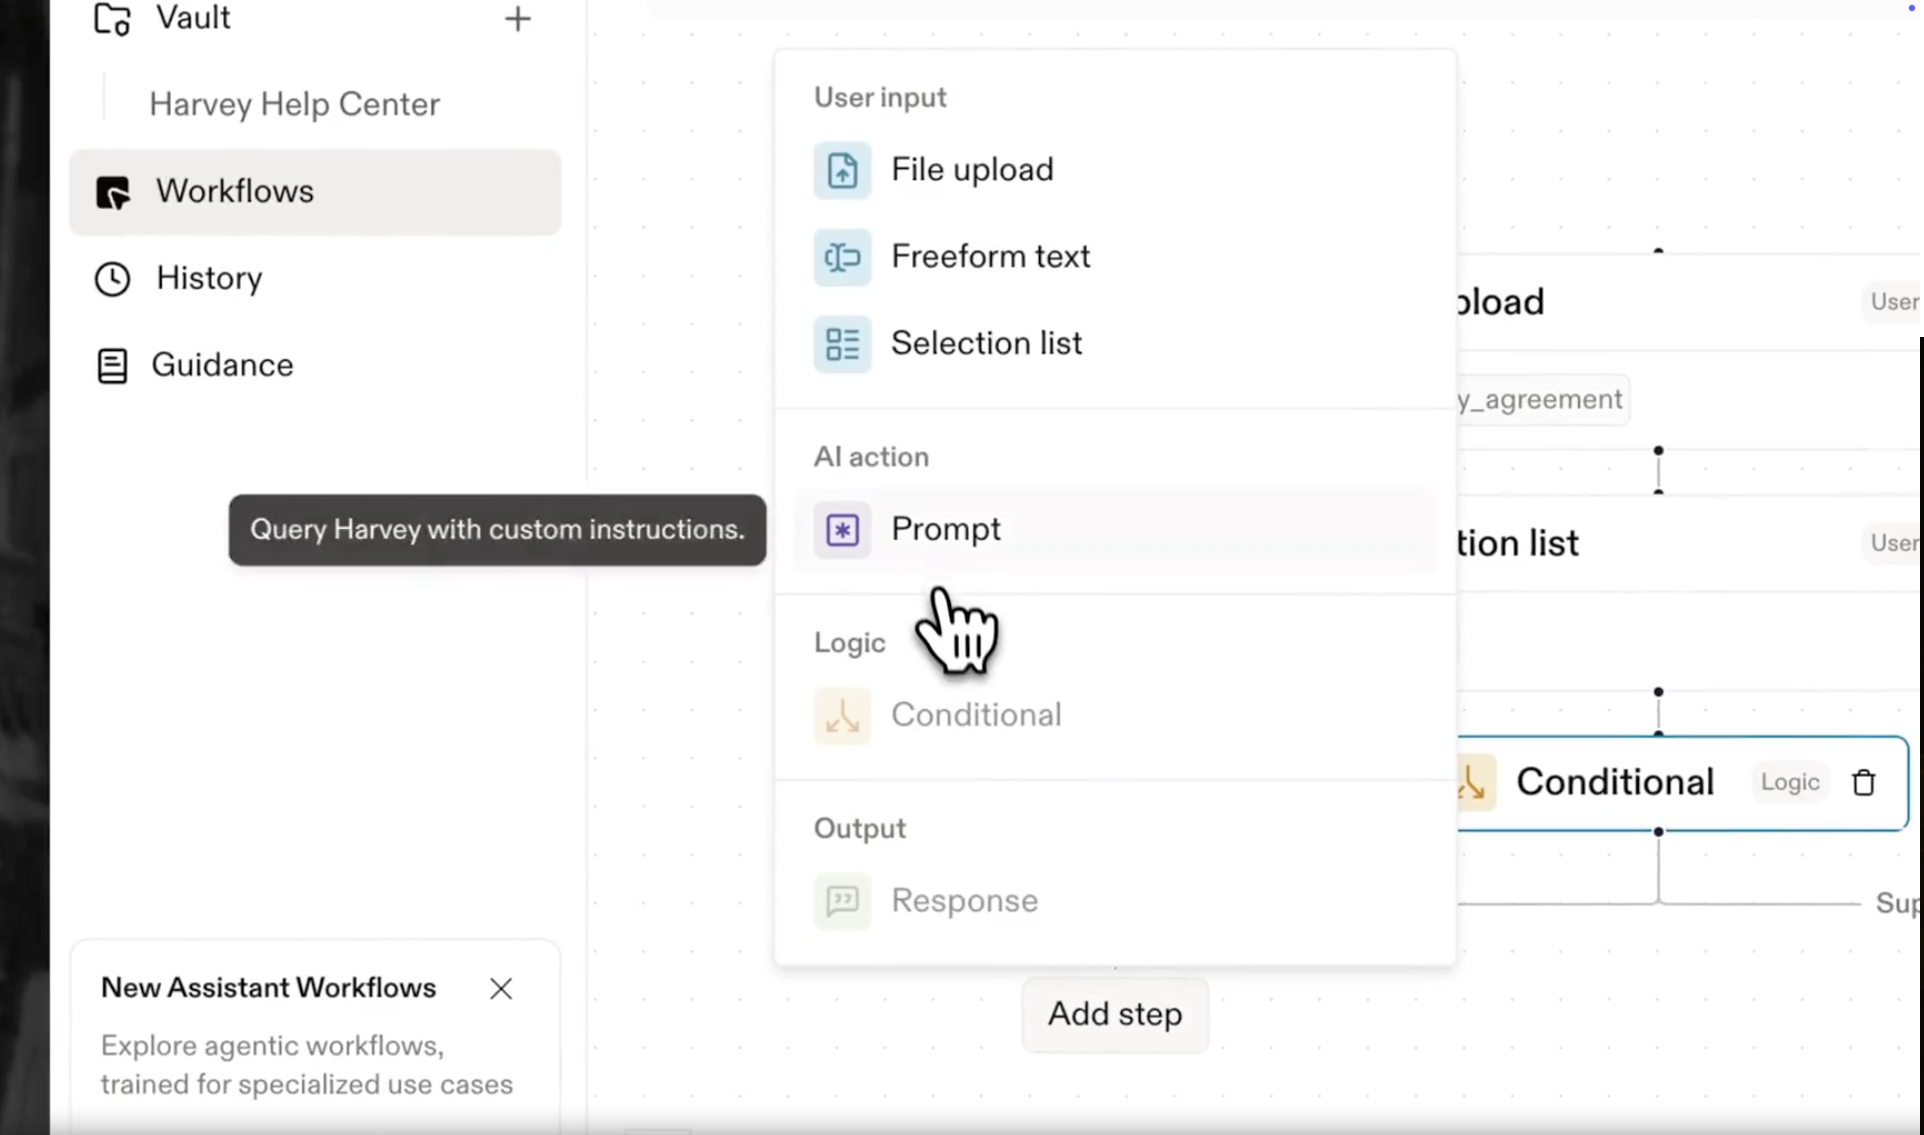 Vault
Harvey Help Center
Workflows
History
Guidance
Query Harvey with custom instructions.
New Assistant Workflows
Explore agentic workflows,
trained for specialized use cases
User input
File upload
Freeform text
Selection list
AI action
Prompt
Logic
Conditional
Output
Response
Add step
pload
User
y_agreement
tion list
User
Conditional
Logic
Sup